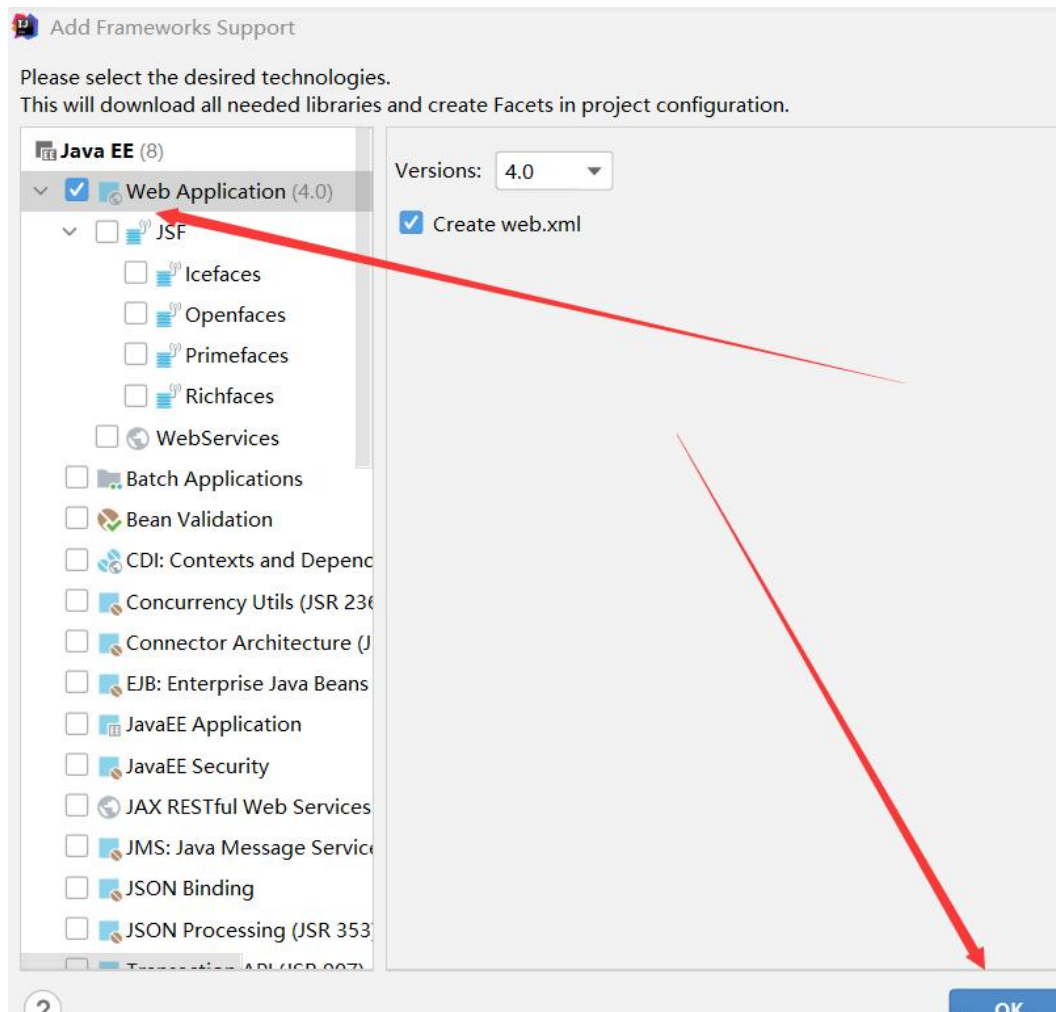 Add Frameworks Support
Please select the desired technologies.
This will download all needed libraries and create Facets in project configuration.
Java EE (8)
Web Application (4.0)
JSF
Icefaces
Openfaces
Primefaces
Richfaces
WebServices
Batch Applications
Bean Validation
CDI: Contexts and Depend
Concurrency Utils (JSR 236
Connector Architecture (J
EJB: Enterprise Java Beans
JavaEE Application
JavaEE Security
JAX RESTful Web Services
JMS: Java Message Service
JSON Binding
JSON Processing (JSR 353)
Transaction API (JSR 907)
Versions: 4.0
Create web.xml
?
OK